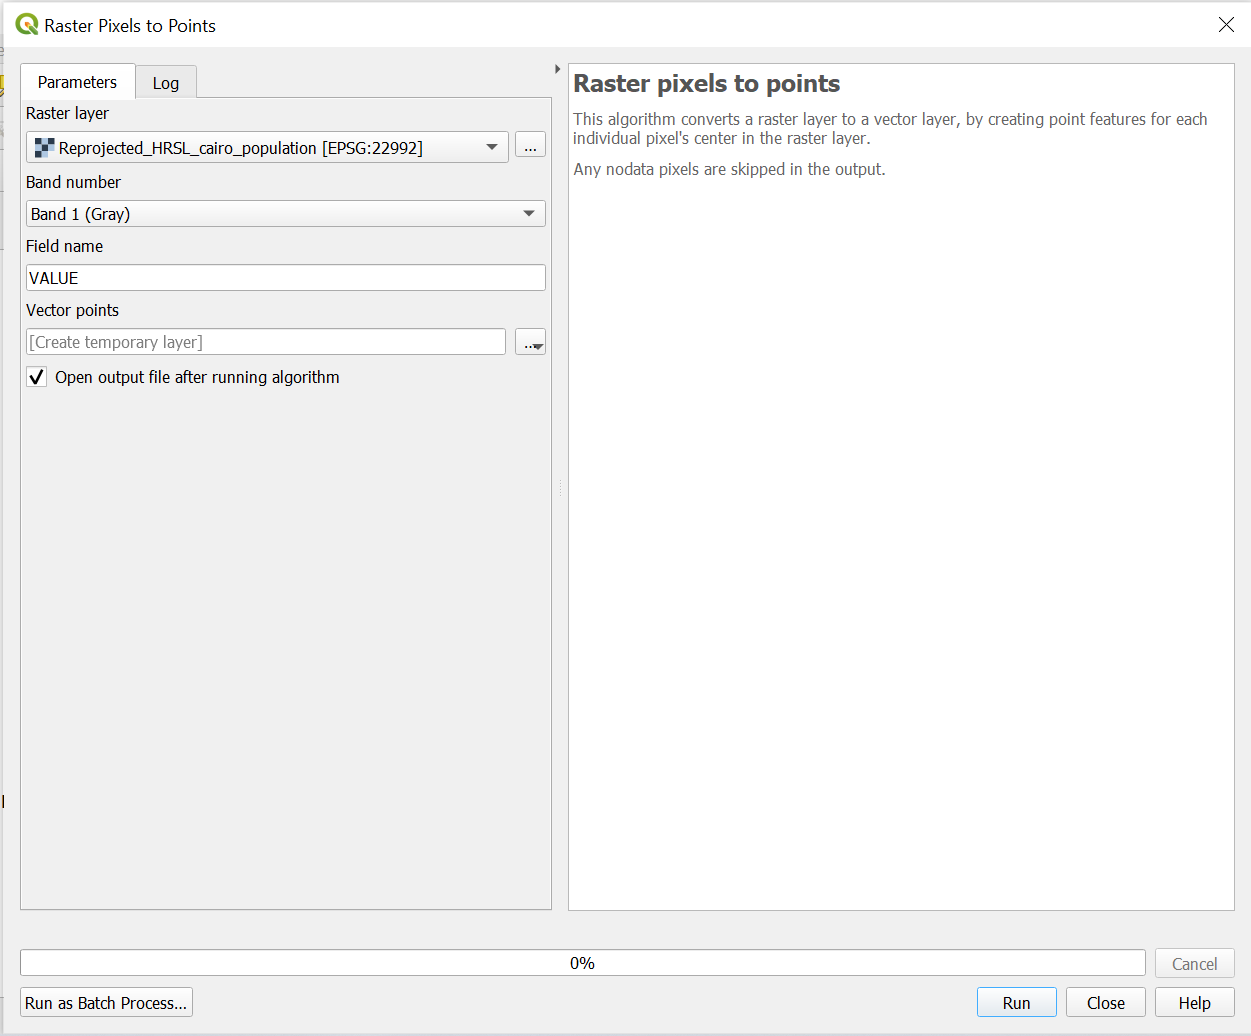 Raster Pixels to Points
Parameters
Log
Raster layer
Reprojected_HRSL_cairo_population [EPSG:22992]
...
Band number
Band 1 (Gray)
Field name
VALUE
Vector points
[Create temporary layer]
...
Open output file after running algorithm
Raster pixels to points
This algorithm converts a raster layer to a vector layer, by creating point features for each
individual pixel's center in the raster layer.
Any nodata pixels are skipped in the output.
0%
Cancel
Run as Batch Process...
Run
Close
Help